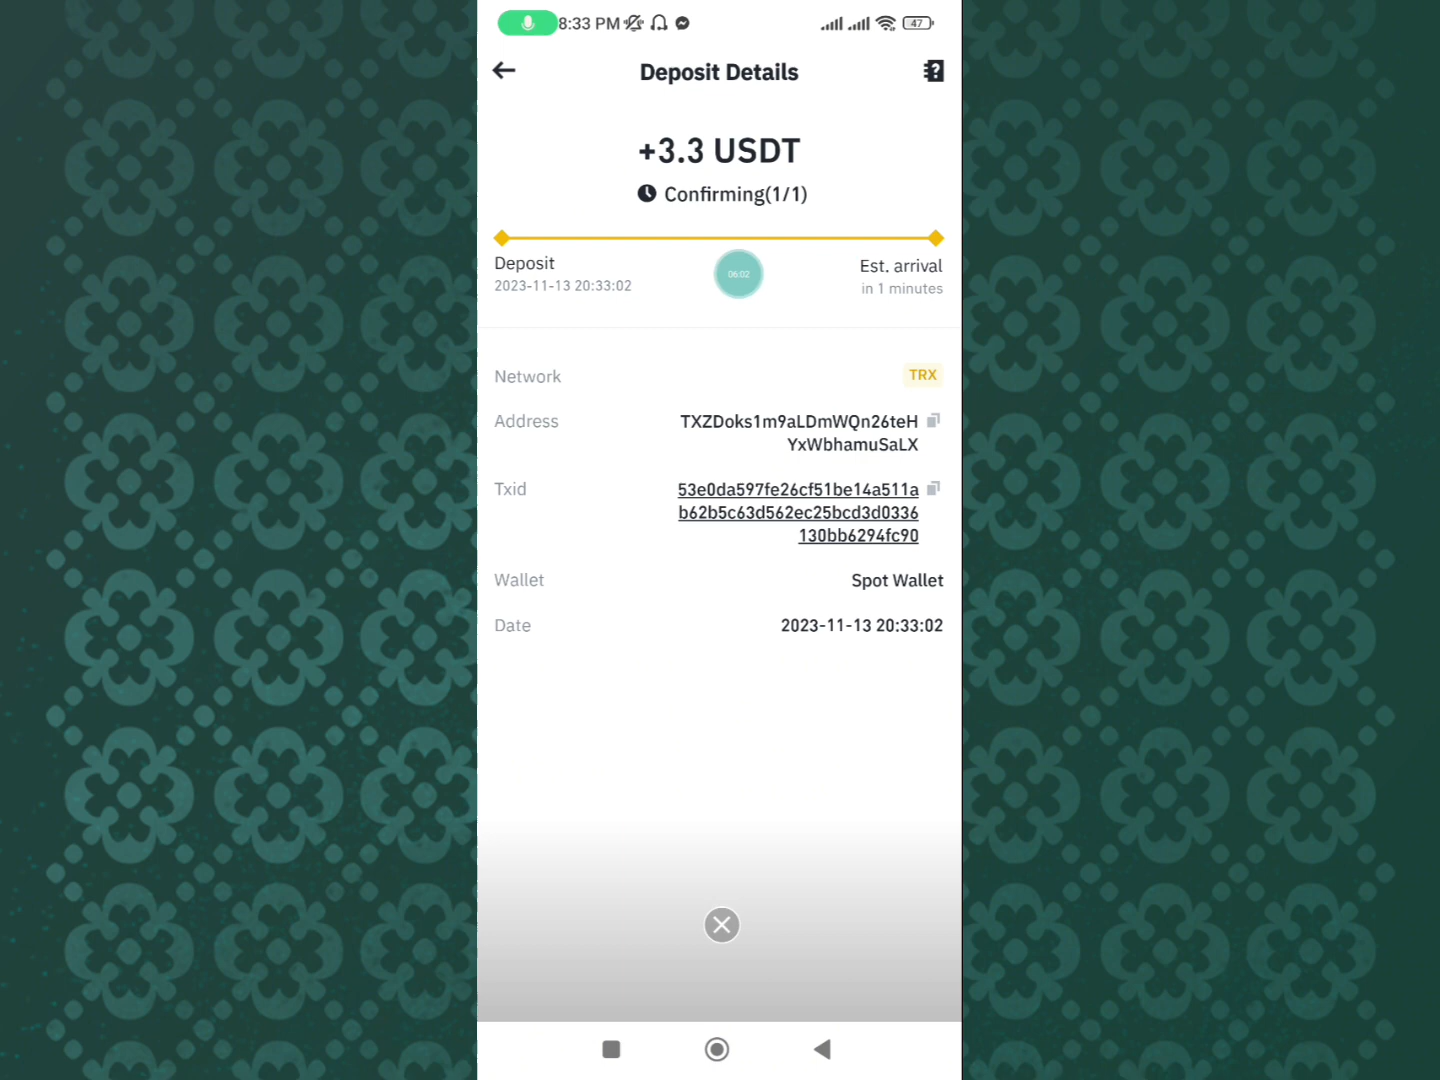 8:33 PM
47
Deposit Details
+3.3 USDT
Confirming(1/1)
Deposit
2023-11-13 20:33:02
06:02
Est. arrival
in 1 minutes
Network
TRX
Address
TXZDoks1m9aLDmWQn26teH
YxWbhamuSaLX
Txid
53e0da597fe26cf51be14a511a
b62b5c63d562ec25bcd3d0336
130bb6294fc90
Wallet
Spot Wallet
Date
2023-11-13 20:33:02